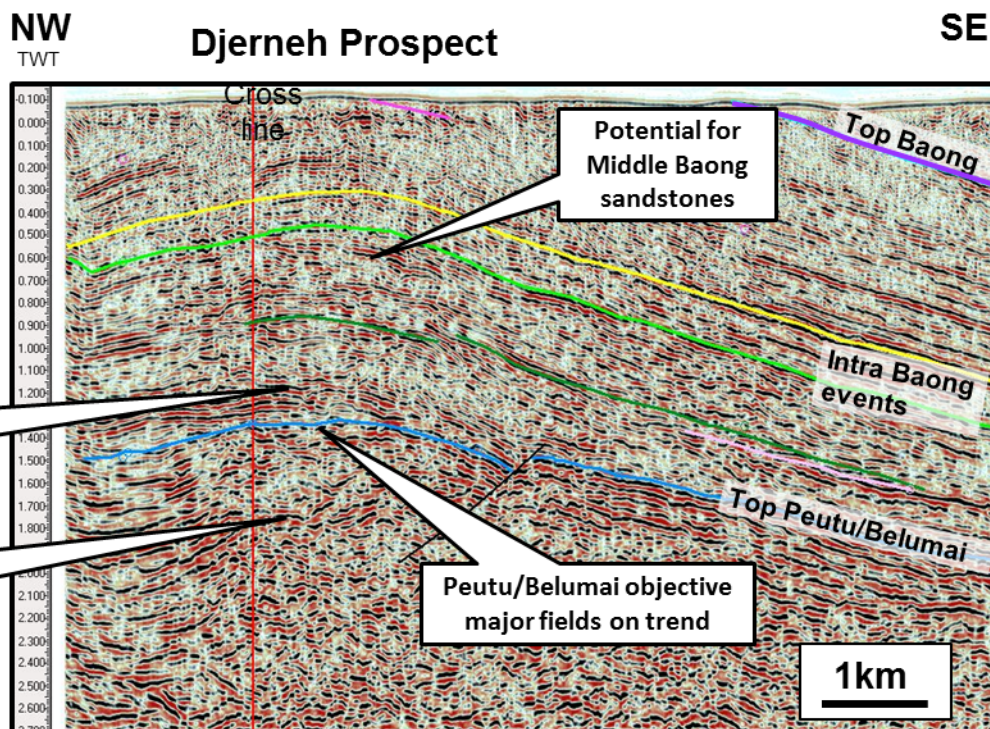 NW
TWT
Djerneh Prospect
SE
Cross
line
Potential for
Middle Baong
sandstones
Top Baong
-0.100
0.000
0.100
0.200
0.300
0.400
0.500
0.600
0.700
0.800
0.900
1.000
1.100
1.200
1.400
1.500
1.600
1.700
1.800
2.000
2.100
2.200
2.300
2.400
2.500
2.600
2.700
Intra Baong
events
Top Peutu/Belumai
Peutu/Belumai objective
major fields on trend
1km